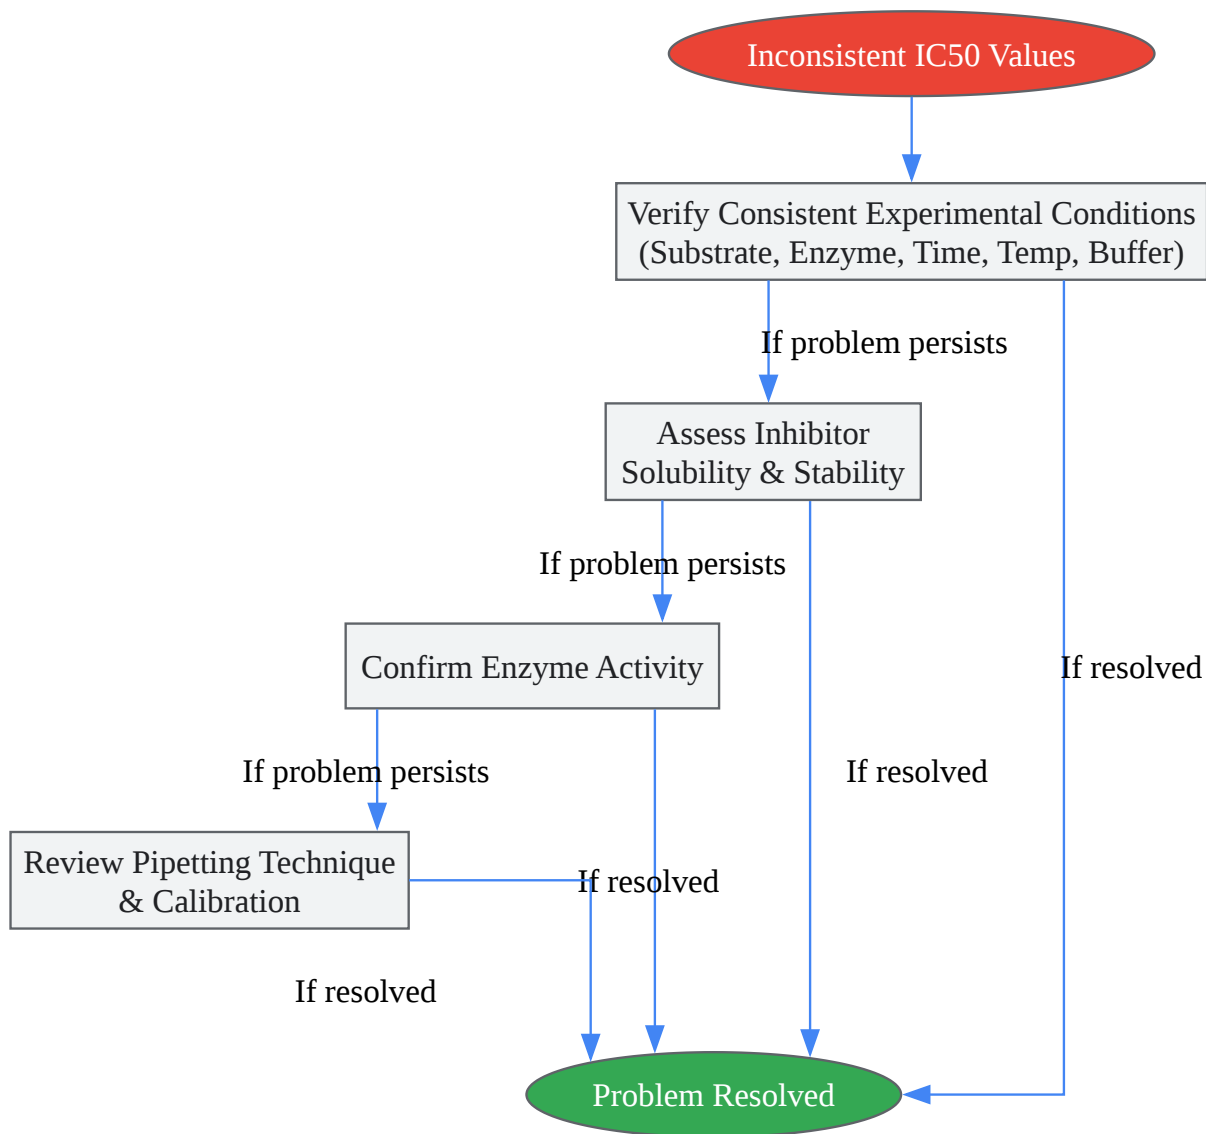 Inconsistent IC50 Values
Verify Consistent Experimental Conditions
(Substrate, Enzyme, Time, Temp, Buffer)
If problem persists
Assess Inhibitor
Solubility & Stability
If problem persists
Confirm Enzyme Activity
If resolved
If problem persists
If resolved
Review Pipetting Technique
& Calibration
If resolved
If resolved
Problem Resolved